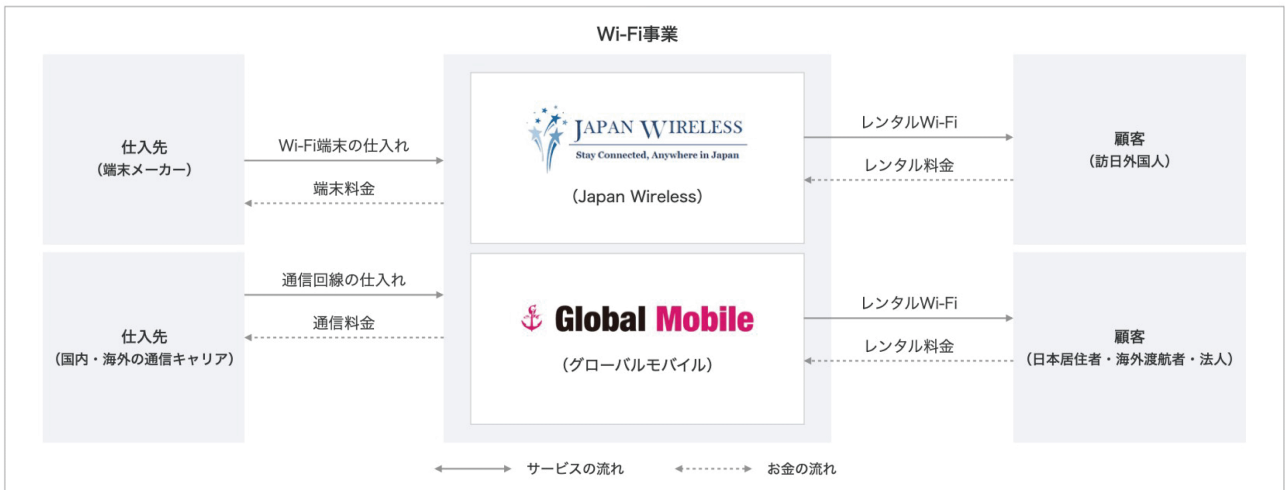 Wi-Fi事業
仕入先
(端末メーカー)
Wi-Fi端末の仕入れ
端末料金
JAPAN WIRELESS
Stay Connected, Anywhere in Japan
(Japan Wireless)
レンタルWi-Fi
レンタル料金
顧客
(訪日外国人)
仕入先
(国内・海外の通信キャリア)
通信回線の仕入れ
通信料金
Global Mobile
(グローバルモバイル)
レンタルWi-Fi
レンタル料金
顧客
(日本居住者・海外渡航者・法人)
サービスの流れ
お金の流れ